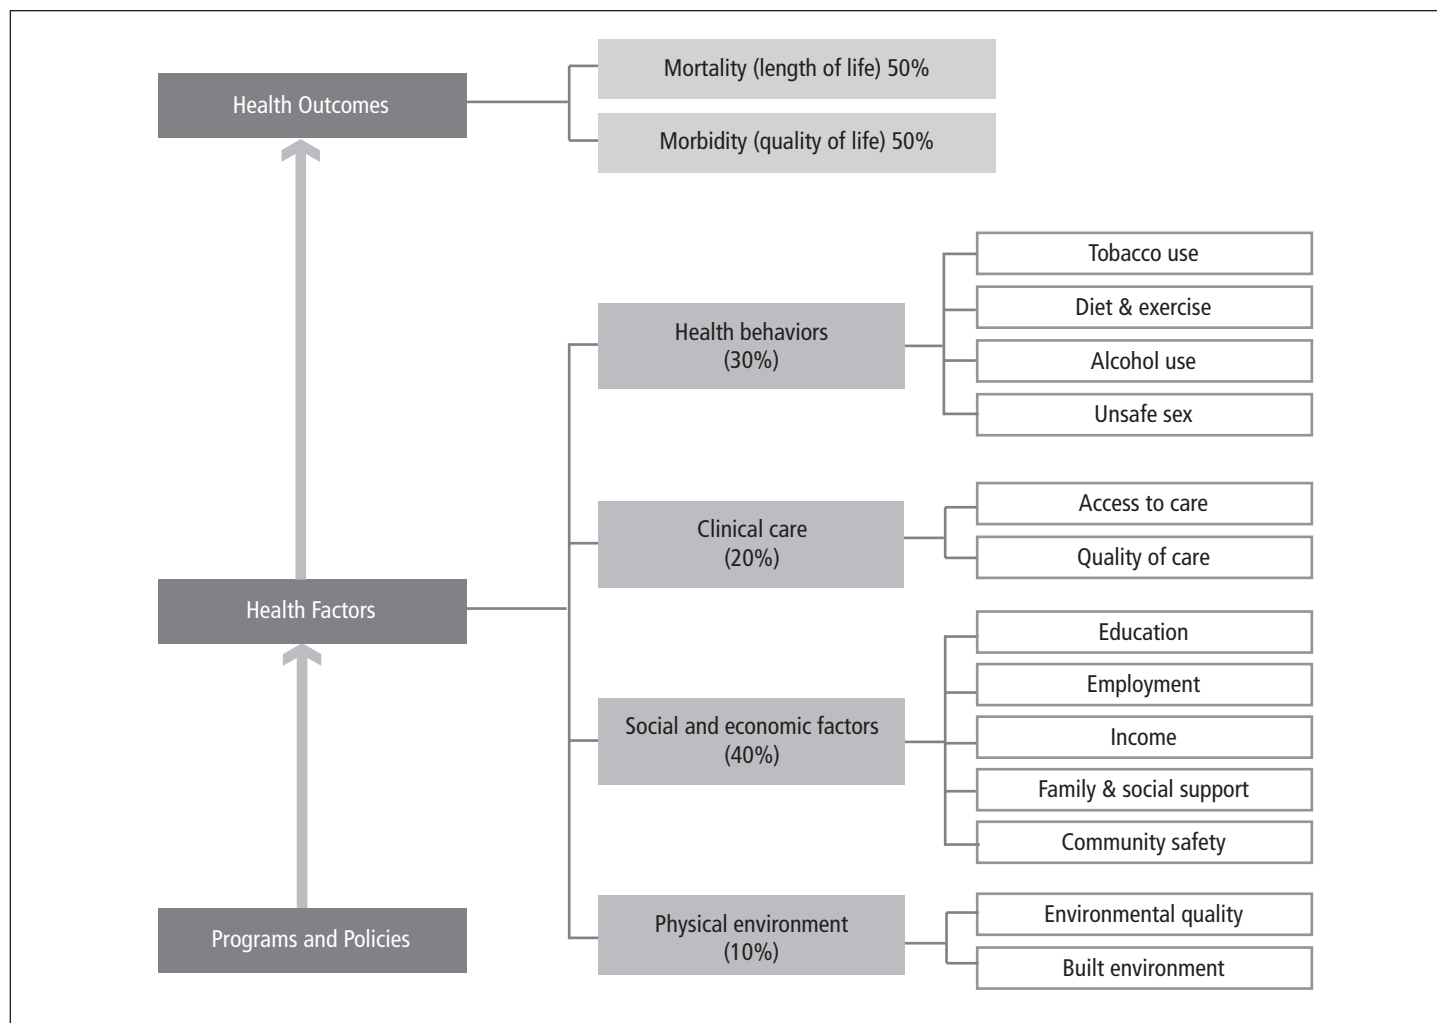 Health Outcomes
Mortality (length of life) 50%
Morbidity (quality of life) 50%
Health Factors
Health behaviors
(30%)
Tobacco use
Diet & exercise
Alcohol use
Unsafe sex
Clinical care
(20%)
Access to care
Quality of care
Social and economic factors
(40%)
Education
Employment
Income
Family & social support
Community safety
Programs and Policies
Physical environment
(10%)
Environmental quality
Built environment